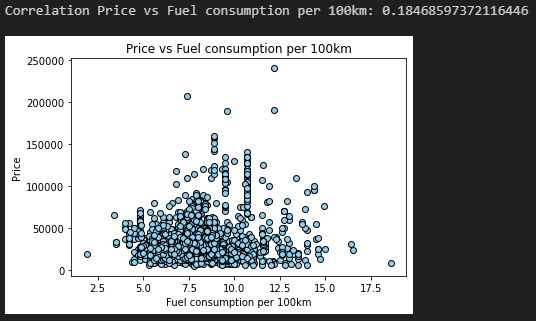 Correlation Price vs Fuel consumption per 100km: 0.18468597372116446
Price vs Fuel consumption per 100km
250000
200000
150000
100000
50000
0
Price
2.5 5.0 7.5 10.0 12.5 15.0 17.5
Fuel consumption per 100km